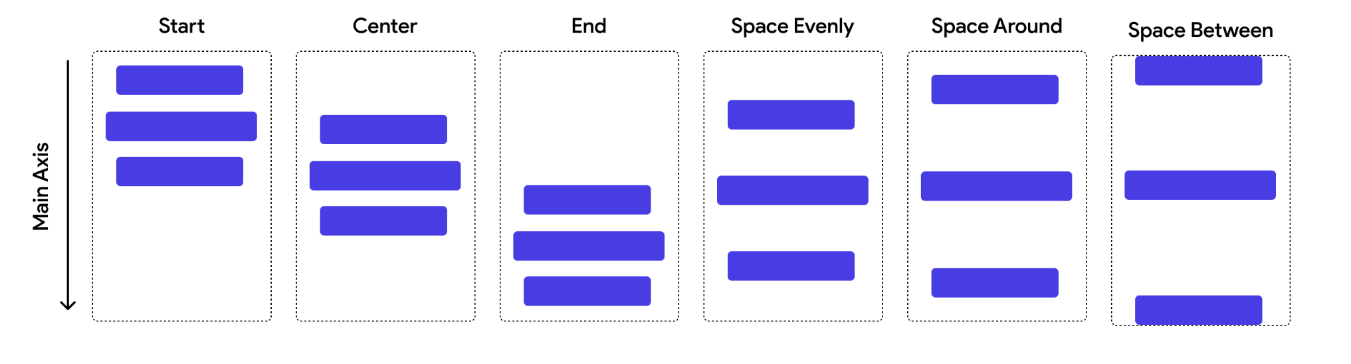 Start
Center
End
Space Evenly
Space Around
Space Between
Main Axis